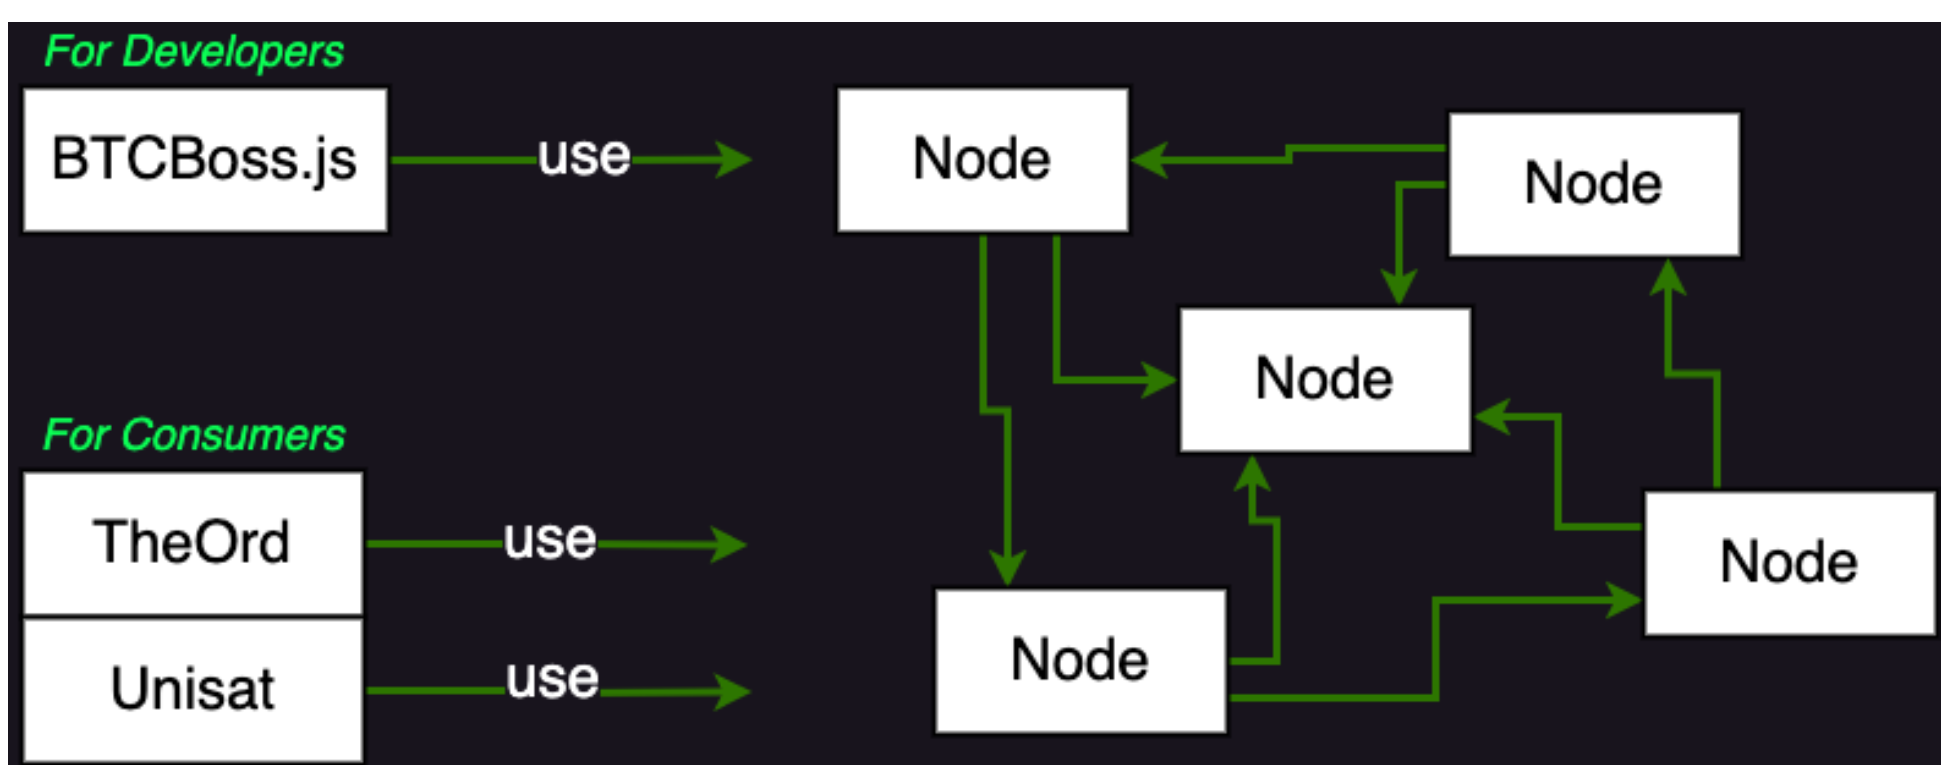 For Developers
BTCBoss.js
use
Node
Node
Node
For Consumers
TheOrd
use
Node
Unisat
use
Node